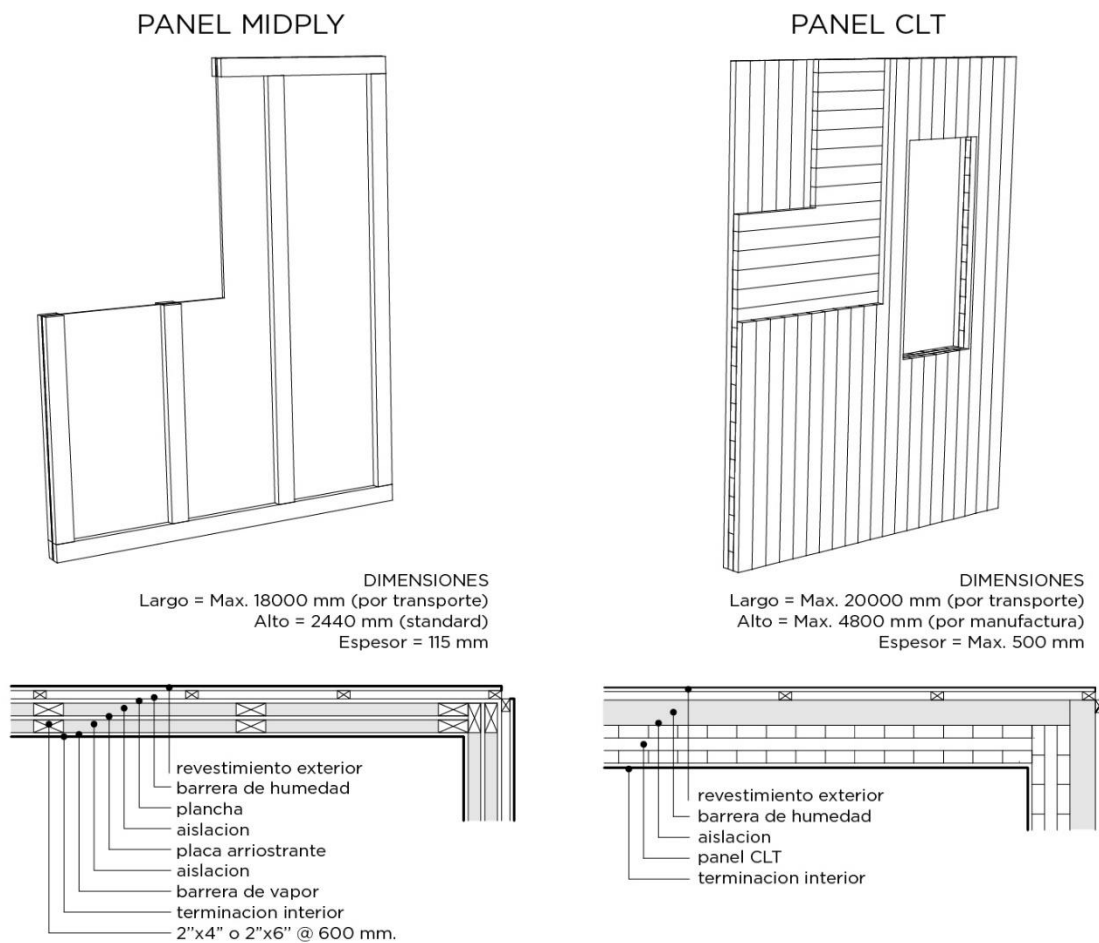 PANEL MIDPLY
DIMENSIONES
Largo = Max. 18000 mm (por transporte)
Alto = 2440 mm (standard)
Espesor = 115 mm
revestimiento exterior
barrera de humedad
plancha
aislacion
placa arriostrante
aislacion
barrera de vapor
terminacion interior
2"x4" o 2"x6" @ 600 mm.
PANEL CLT
DIMENSIONES
Largo = Max. 20000 mm (por transporte)
Alto = Max. 4800 mm (por manufactura)
Espesor = Max. 500 mm
revestimiento exterior
barrera de humedad
aislacion
panel CLT
terminacion interior